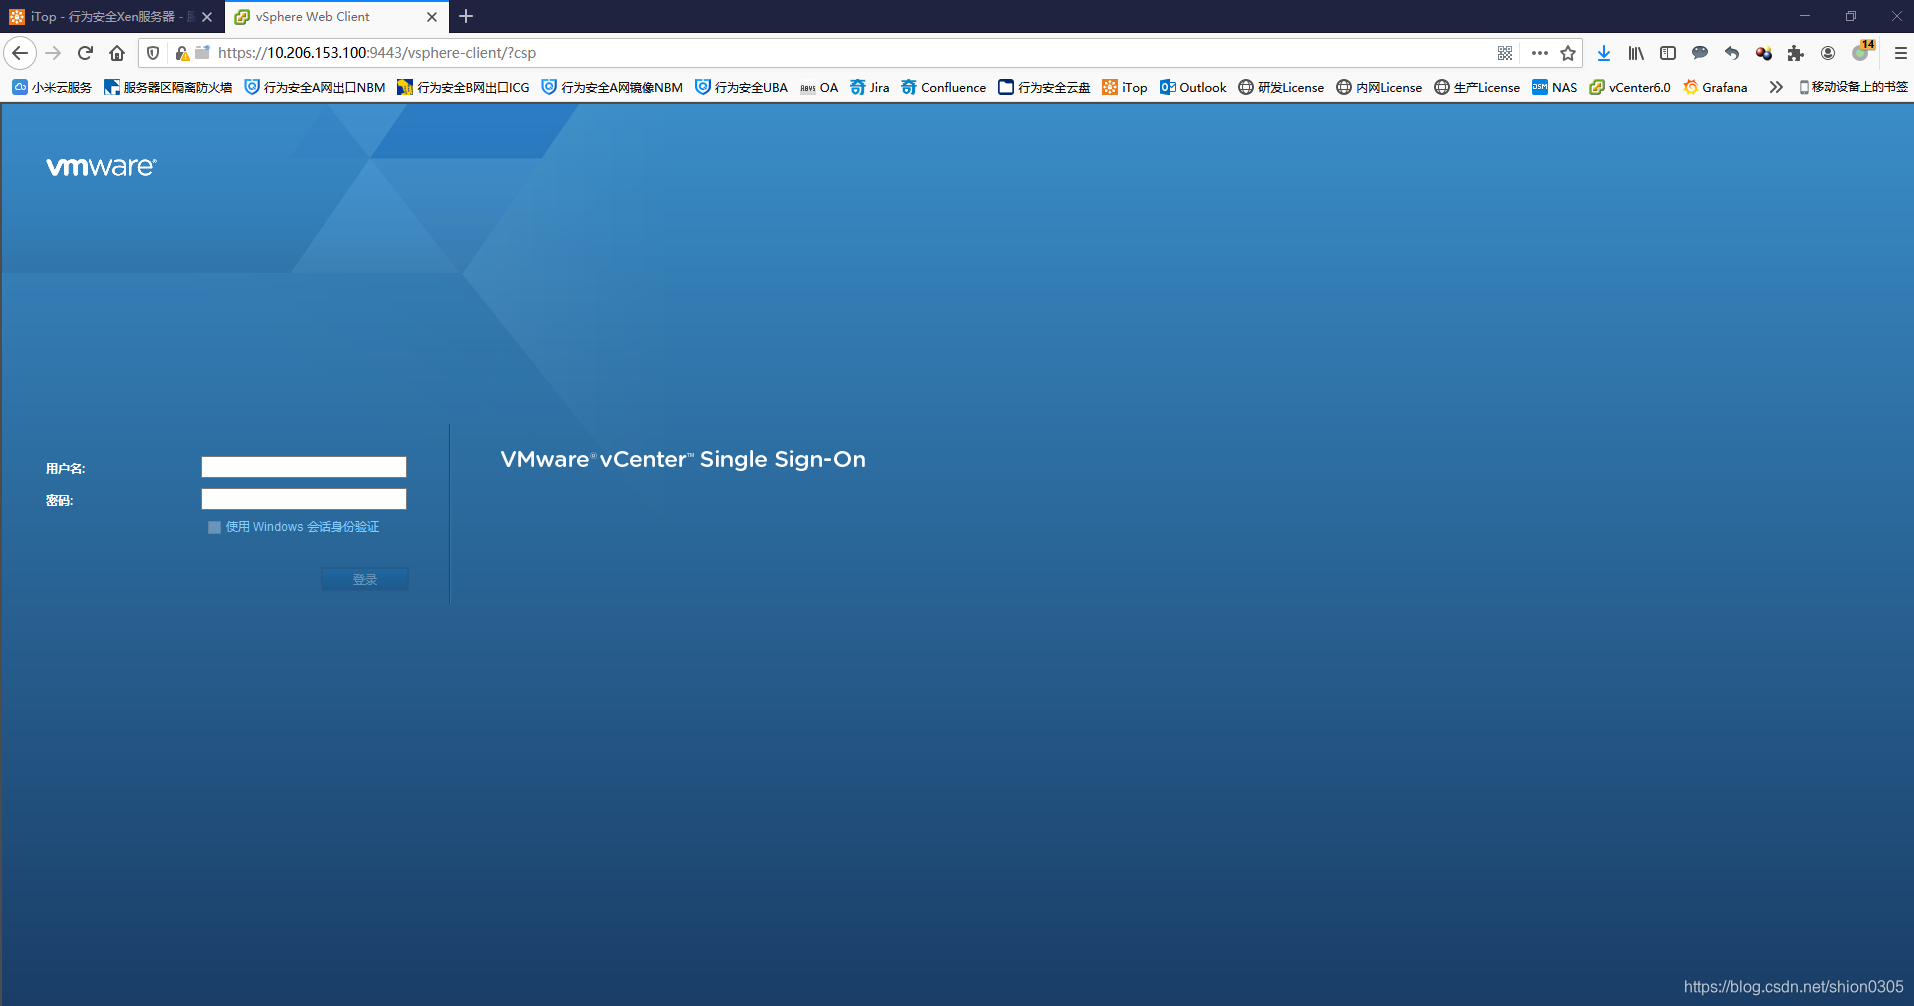 iTop - 行为安全Xen服务器 -
vSphere Web Client
https://10.206.153.100:9443/vsphere-client/?csp
14
小米云服务 服务器区隔离防火墙 行为安全A网出口NBM 行为安全B网出口ICG 行为安全A网镜像NBM 行为安全UBA OA Jira Confluence 行为安全云盘 iTop Outlook 研发License 内网License 生产License DSM NAS vCenter6.0 Grafana 移动设备上的书签
vmware®
用户名:
密码:
使用 Windows 会话身份验证
登录
VMware® vCenter™ Single Sign-On
https://blog.csdn.net/shion0305